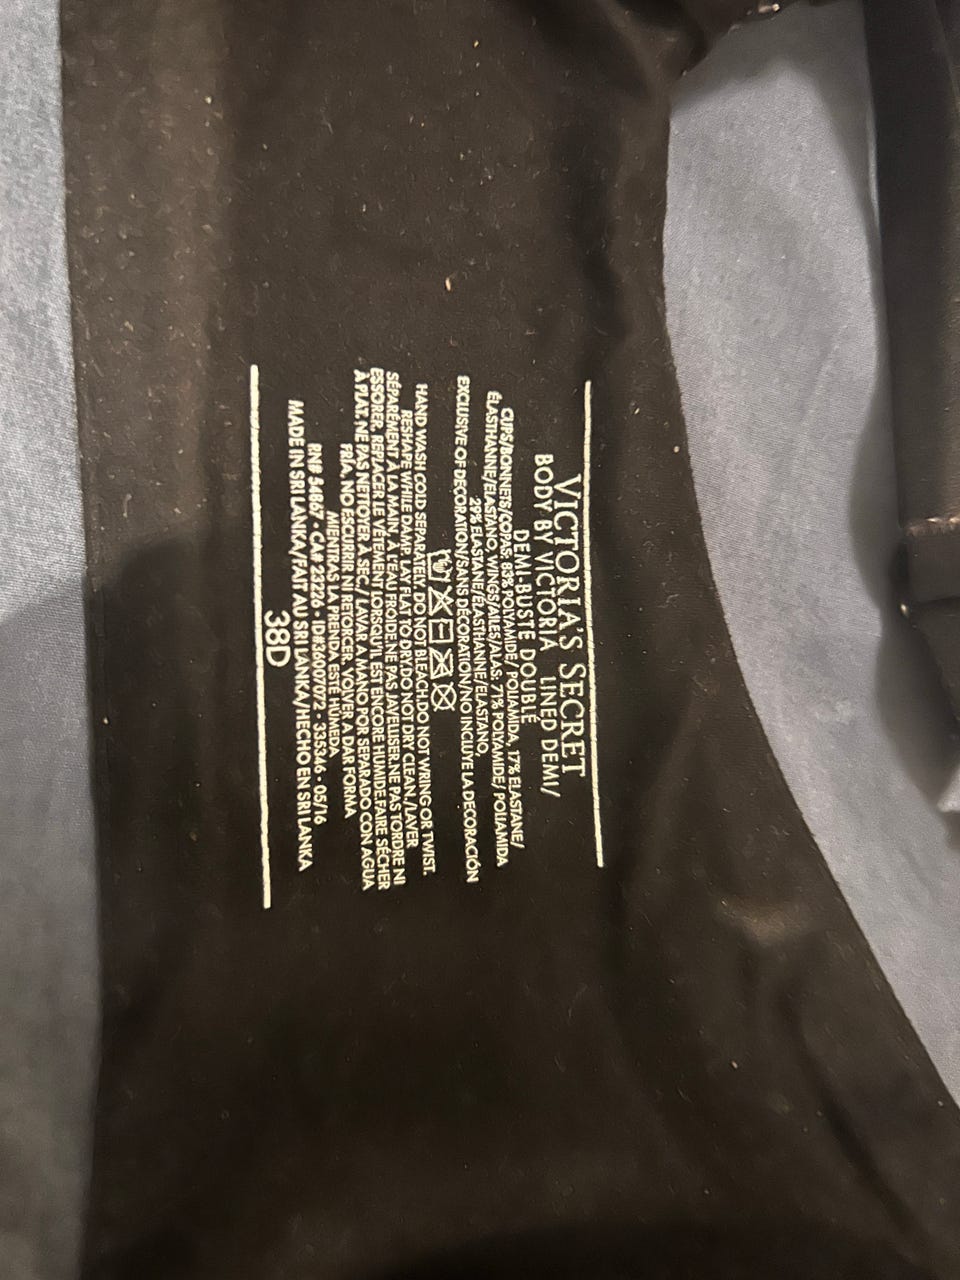 VICTORIA'S SECRET
BODY BY VICTORIA LINED DEMI/
DEMI-BUSTE DOUBLÉ
CUPS/BONNETS/COPAS: 83% POLYAMIDE/ POLIAMIDA, 17% ELASTANE/
ÉLASTHANNE/ELASTANO, WINGS/AILES/ALAS: 71% POLYAMIDE/ POLIAMIDA
29% ELASTANE/ÉLASTHANNE/ELASTANO,
EXCLUSIVE OF DECORATION/SANS DECORATION/NO INCLUYE LA DECORACIÓN
HAND WASH COLD SEPARATELY. DO NOT BLEACH.DO NOT WRING OR TWIST.
RESHAPE WHILE DAMP. LAY FLAT TO DRY.DO NOT DRY CLEAN./LAVER
SÉPARÉMENT À LA MAIN, À L'EAU FROIDE. NE PAS JAVELLISER.NE PAS TORDRE NI
ESSORER. REPLACER LE VÊTEMENT LORSQU'IL EST ENCORE HUMIDE.FAIRE SÉCHER
À PLAT. NE PAS NETTOYER À SEC./ LAVAR A MANO POR SEPARADO CON AGUA
FRÍA. NO ESCURRIR NI RETORCER. VOLVER A DAR FORMA
MIENTRAS LA PRENDA ESTÉ HÚMEDA
RN# 54867 • CA# 23226 • ID#36007072 • 335346 • 05/16
MADE IN SRI LANKA/FAIT AU SRI LANKA/HECHO EN SRI LANKA
38D